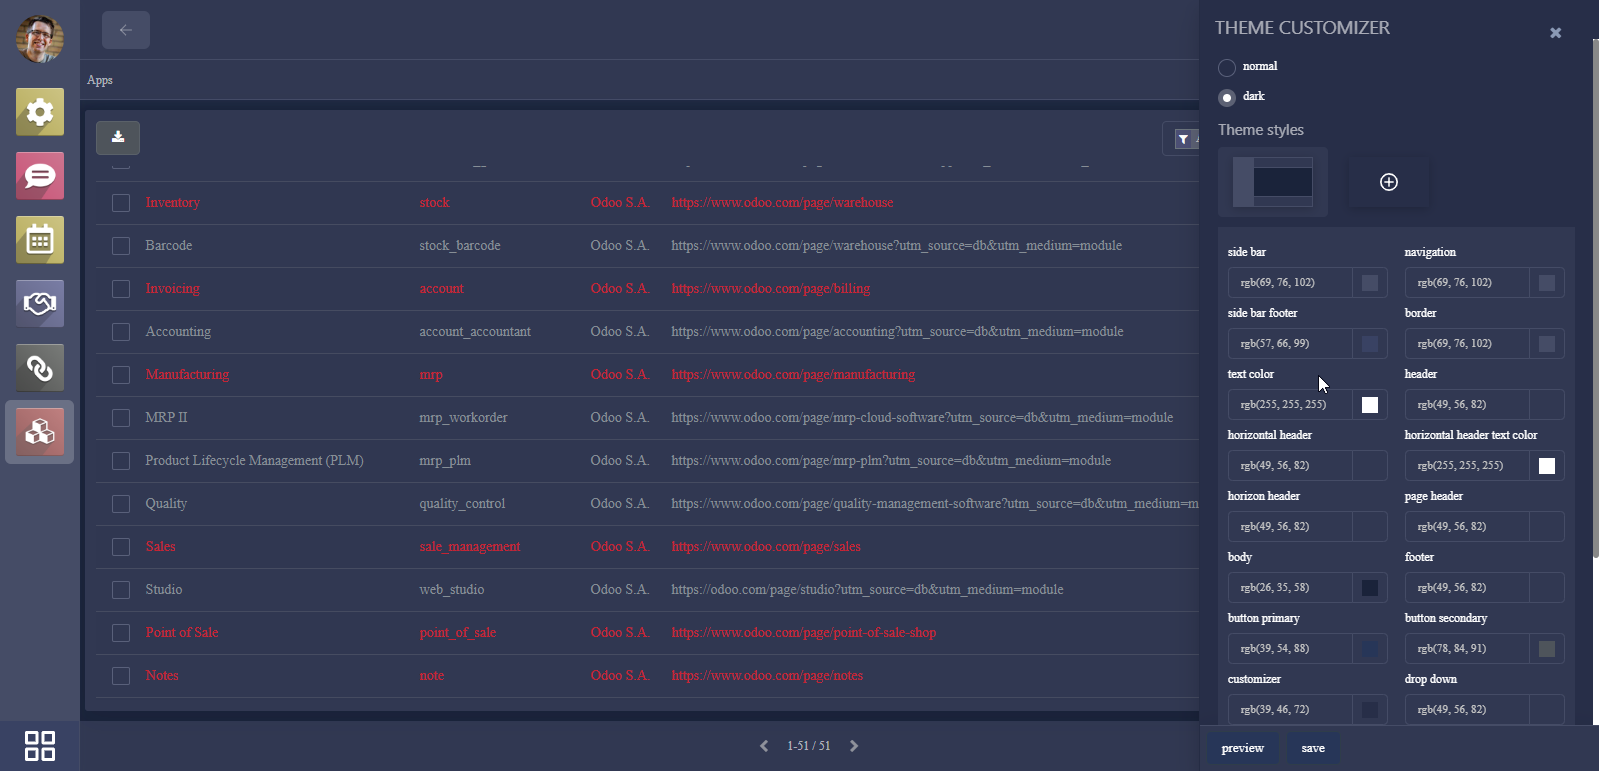 THEME CUSTOMIZER
normal
Apps
dark
Theme styles
Inventory stock Odoo S.A. https://www.odoo.com/page/warehouse
Barcode stock_barcode Odoo S.A. https://www.odoo.com/page/warehouse?utm_source=db&utm_medium=module
Invoicing account Odoo S.A. https://www.odoo.com/page/billing
Accounting account_accountant Odoo S.A. https://www.odoo.com/page/accounting?utm_source=db&utm_medium=module
Manufacturing mrp Odoo S.A. https://www.odoo.com/page/manufacturing
MRP II mrp_workorder Odoo S.A. https://www.odoo.com/page/mrp-cloud-software?utm_source=db&utm_medium=module
Product Lifecycle Management (PLM) mrp_plm Odoo S.A. https://www.odoo.com/page/mrp-plm?utm_source=db&utm_medium=module
Quality quality_control Odoo S.A. https://www.odoo.com/page/quality-management-software?utm_source=db&utm_medium=m
Sales sale_management Odoo S.A. https://www.odoo.com/page/sales
Studio web_studio Odoo S.A. https://odoo.com/page/studio?utm_source=db&utm_medium=module
Point of Sale point_of_sale Odoo S.A. https://www.odoo.com/page/point-of-sale-shop
Notes note Odoo S.A. https://www.odoo.com/page/notes
1-51 / 51
side bar navigation
rgb(69, 76, 102) rgb(69, 76, 102)
side bar footer border
rgb(57, 66, 99) rgb(69, 76, 102)
text color header
rgb(255, 255, 255) rgb(49, 56, 82)
horizontal header horizontal header text color
rgb(49, 56, 82) rgb(255, 255, 255)
horizon header page header
rgb(49, 56, 82) rgb(49, 56, 82)
body footer
rgb(26, 35, 58) rgb(49, 56, 82)
button primary button secondary
rgb(39, 54, 88) rgb(78, 84, 91)
customizer drop down
rgb(39, 46, 72) rgb(49, 56, 82)
preview save